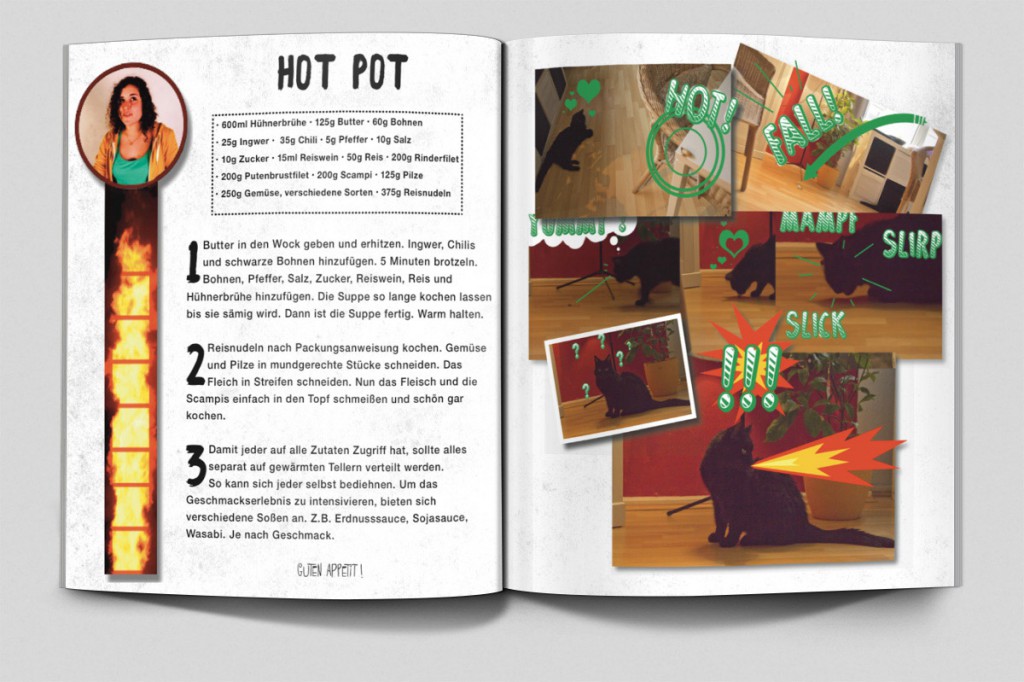 HOT POT
· 600ml Hühnerbrühe · 125g Butter · 60g Bohnen
25g Ingwer · 35g Chili · 5g Pfeffer · 10g Salz
10g Zucker · 15ml Reiswein · 50g Reis · 200g Rinderfilet
200g Putenbrustfilet · 200g Scampi · 125g Pilze
· 250g Gemüse, verschiedene Sorten · 375g Reisnudeln
1 Butter in den Wock geben und erhitzen. Ingwer, Chilis
und schwarze Bohnen hinzufügen. 5 Minuten brotzeln.
Bohnen, Pfeffer, Salz, Zucker, Reiswein, Reis und
Hühnerbrühe hinzufügen. Die Suppe so lange kochen lassen
bis sie sämig wird. Dann ist die Suppe fertig. Warm halten.
2 Reisnudeln nach Packungsanweisung kochen. Gemüse
und Pilze in mundgerechte Stücke schneiden. Das
Fleich in Streifen schneiden. Nun das Fleisch und die
Scampis einfach in den Topf schmeißen und schön gar
kochen.
3 Damit jeder auf alle Zutaten Zugriff hat, sollte alles
separat auf gewärmten Tellern verteilt werden.
So kann sich jeder selbst bediehnen. Um das
Geschmackserlebnis zu intensivieren, bieten sich
verschiedene Soßen an. Z.B. Erdnusssauce, Sojasauce,
Wasabi. Je nach Geschmack.
GUTEN APPETIT!
HOT!
FALL!
YUMMY?
MAMPF
SLIRP
SLICK
? ? ? ? ?
!!!